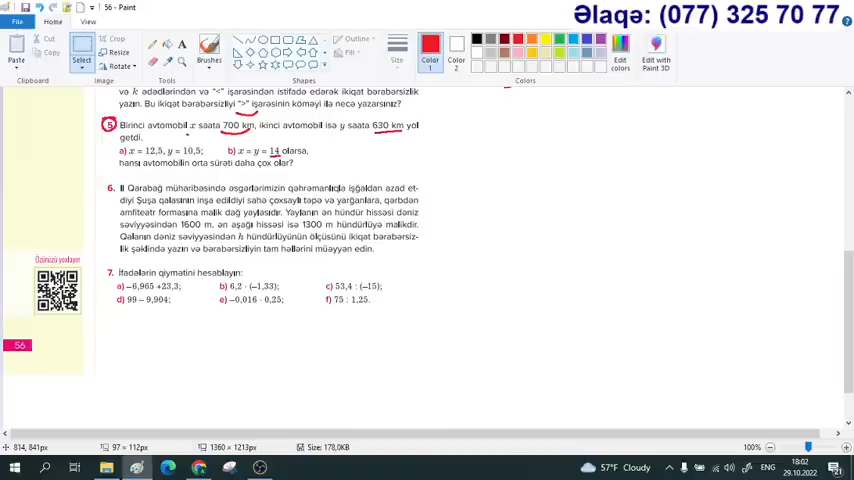 56 - Paint
Əlaqə: (077) 325 70 77
File Home View
Paste Cut Copy Select Crop Resize Rotate Brushes Outline Fill Size Color 1 Color 2 Edit colors Edit with Paint 3D
Clipboard Image Tools Shapes Colors
və k ədədlərindən və “<” işarəsindən istifadə edərək ikiqat bərabərsizlik
yazın. Bu ikiqat bərabərsizliyi “>” işarəsinin köməyi ilə necə yazarsınız?
5 Birinci avtomobil x saata 700 km, ikinci avtomobil isə y saata 630 km yol
getdi.
a) x = 12,5, y = 10,5; b) x = y = 14 olarsa,
hansı avtomobilin orta sürəti daha çox olar?
6. II Qarabağ müharibəsində əsgərlərimizin qəhrəmanlıqla işğaldan azad et-
diyi Şuşa qalasının inşa edildiyi sahə çoxsaylı təpə və yarğanlara, qərbdən
amfiteatr formasına malik dağ yaylasıdır. Yaylanın ən hündür hissəsi dəniz
səviyyəsindən 1600 m, ən aşağı hissəsi isə 1300 m hündürlüyə malikdir.
Qalanın dəniz səviyyəsindən h hündürlüyünün ölçüsünü ikiqat bərabərsiz-
lik şəklində yazın və bərabərsizliyin tam həllərini müəyyən edin.
Özünüzü yoxlayın
7. İfadələrin qiymətini hesablayın:
a) –6,965 +23,3; b) 6,2 · (–1,33); c) 53,4 : (–15);
d) 99 – 9,904; e) –0,016 · 0,25; f) 75 : 1,25.
56
814, 841px 97 × 112px 1360 × 1213px Size: 178,0KB 100%
57°F Cloudy ENG 18:02
29.10.2022 21